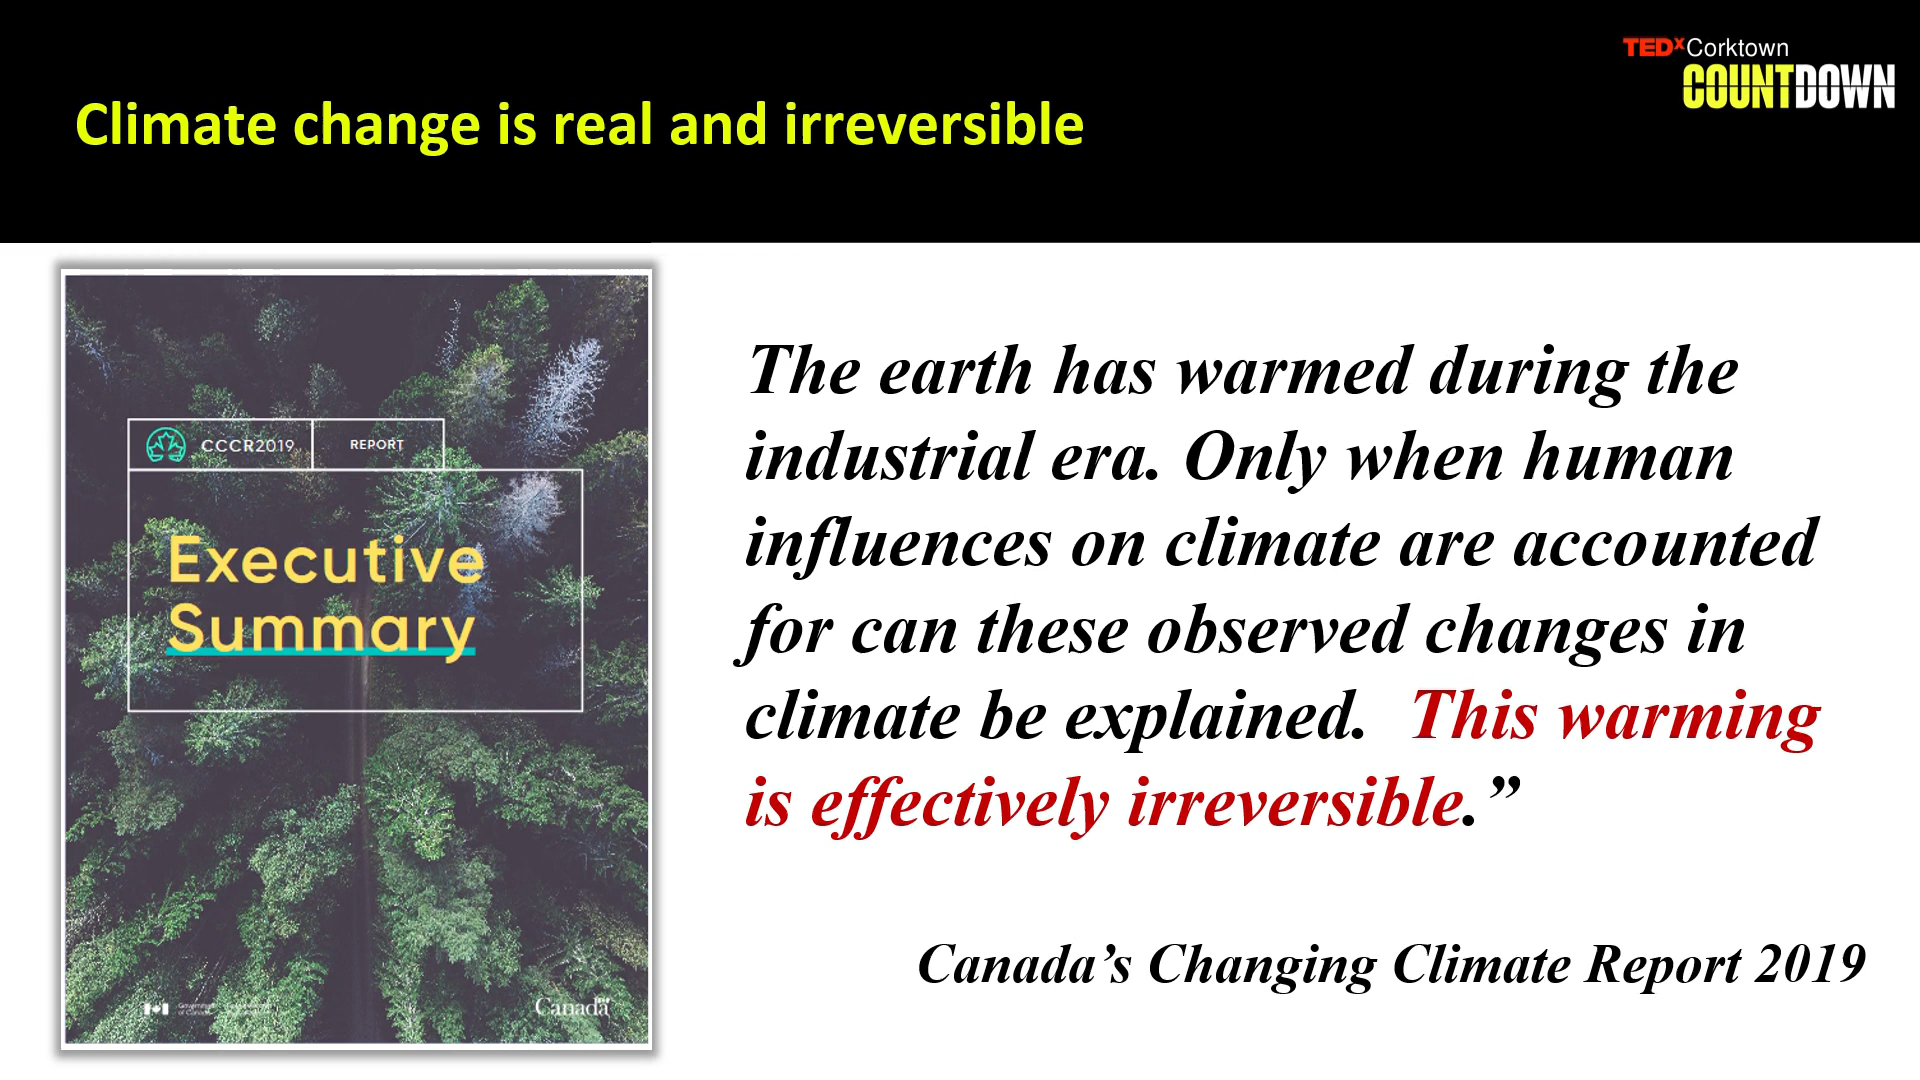 TEDxCorktown
COUNTDOWN
Climate change is real and irreversible
CCCR2019
REPORT
Executive
Summary
Canada
The earth has warmed during the
industrial era. Only when human
influences on climate are accounted
for can these observed changes in
climate be explained.  This warming
is effectively irreversible.”
Canada’s Changing Climate Report 2019